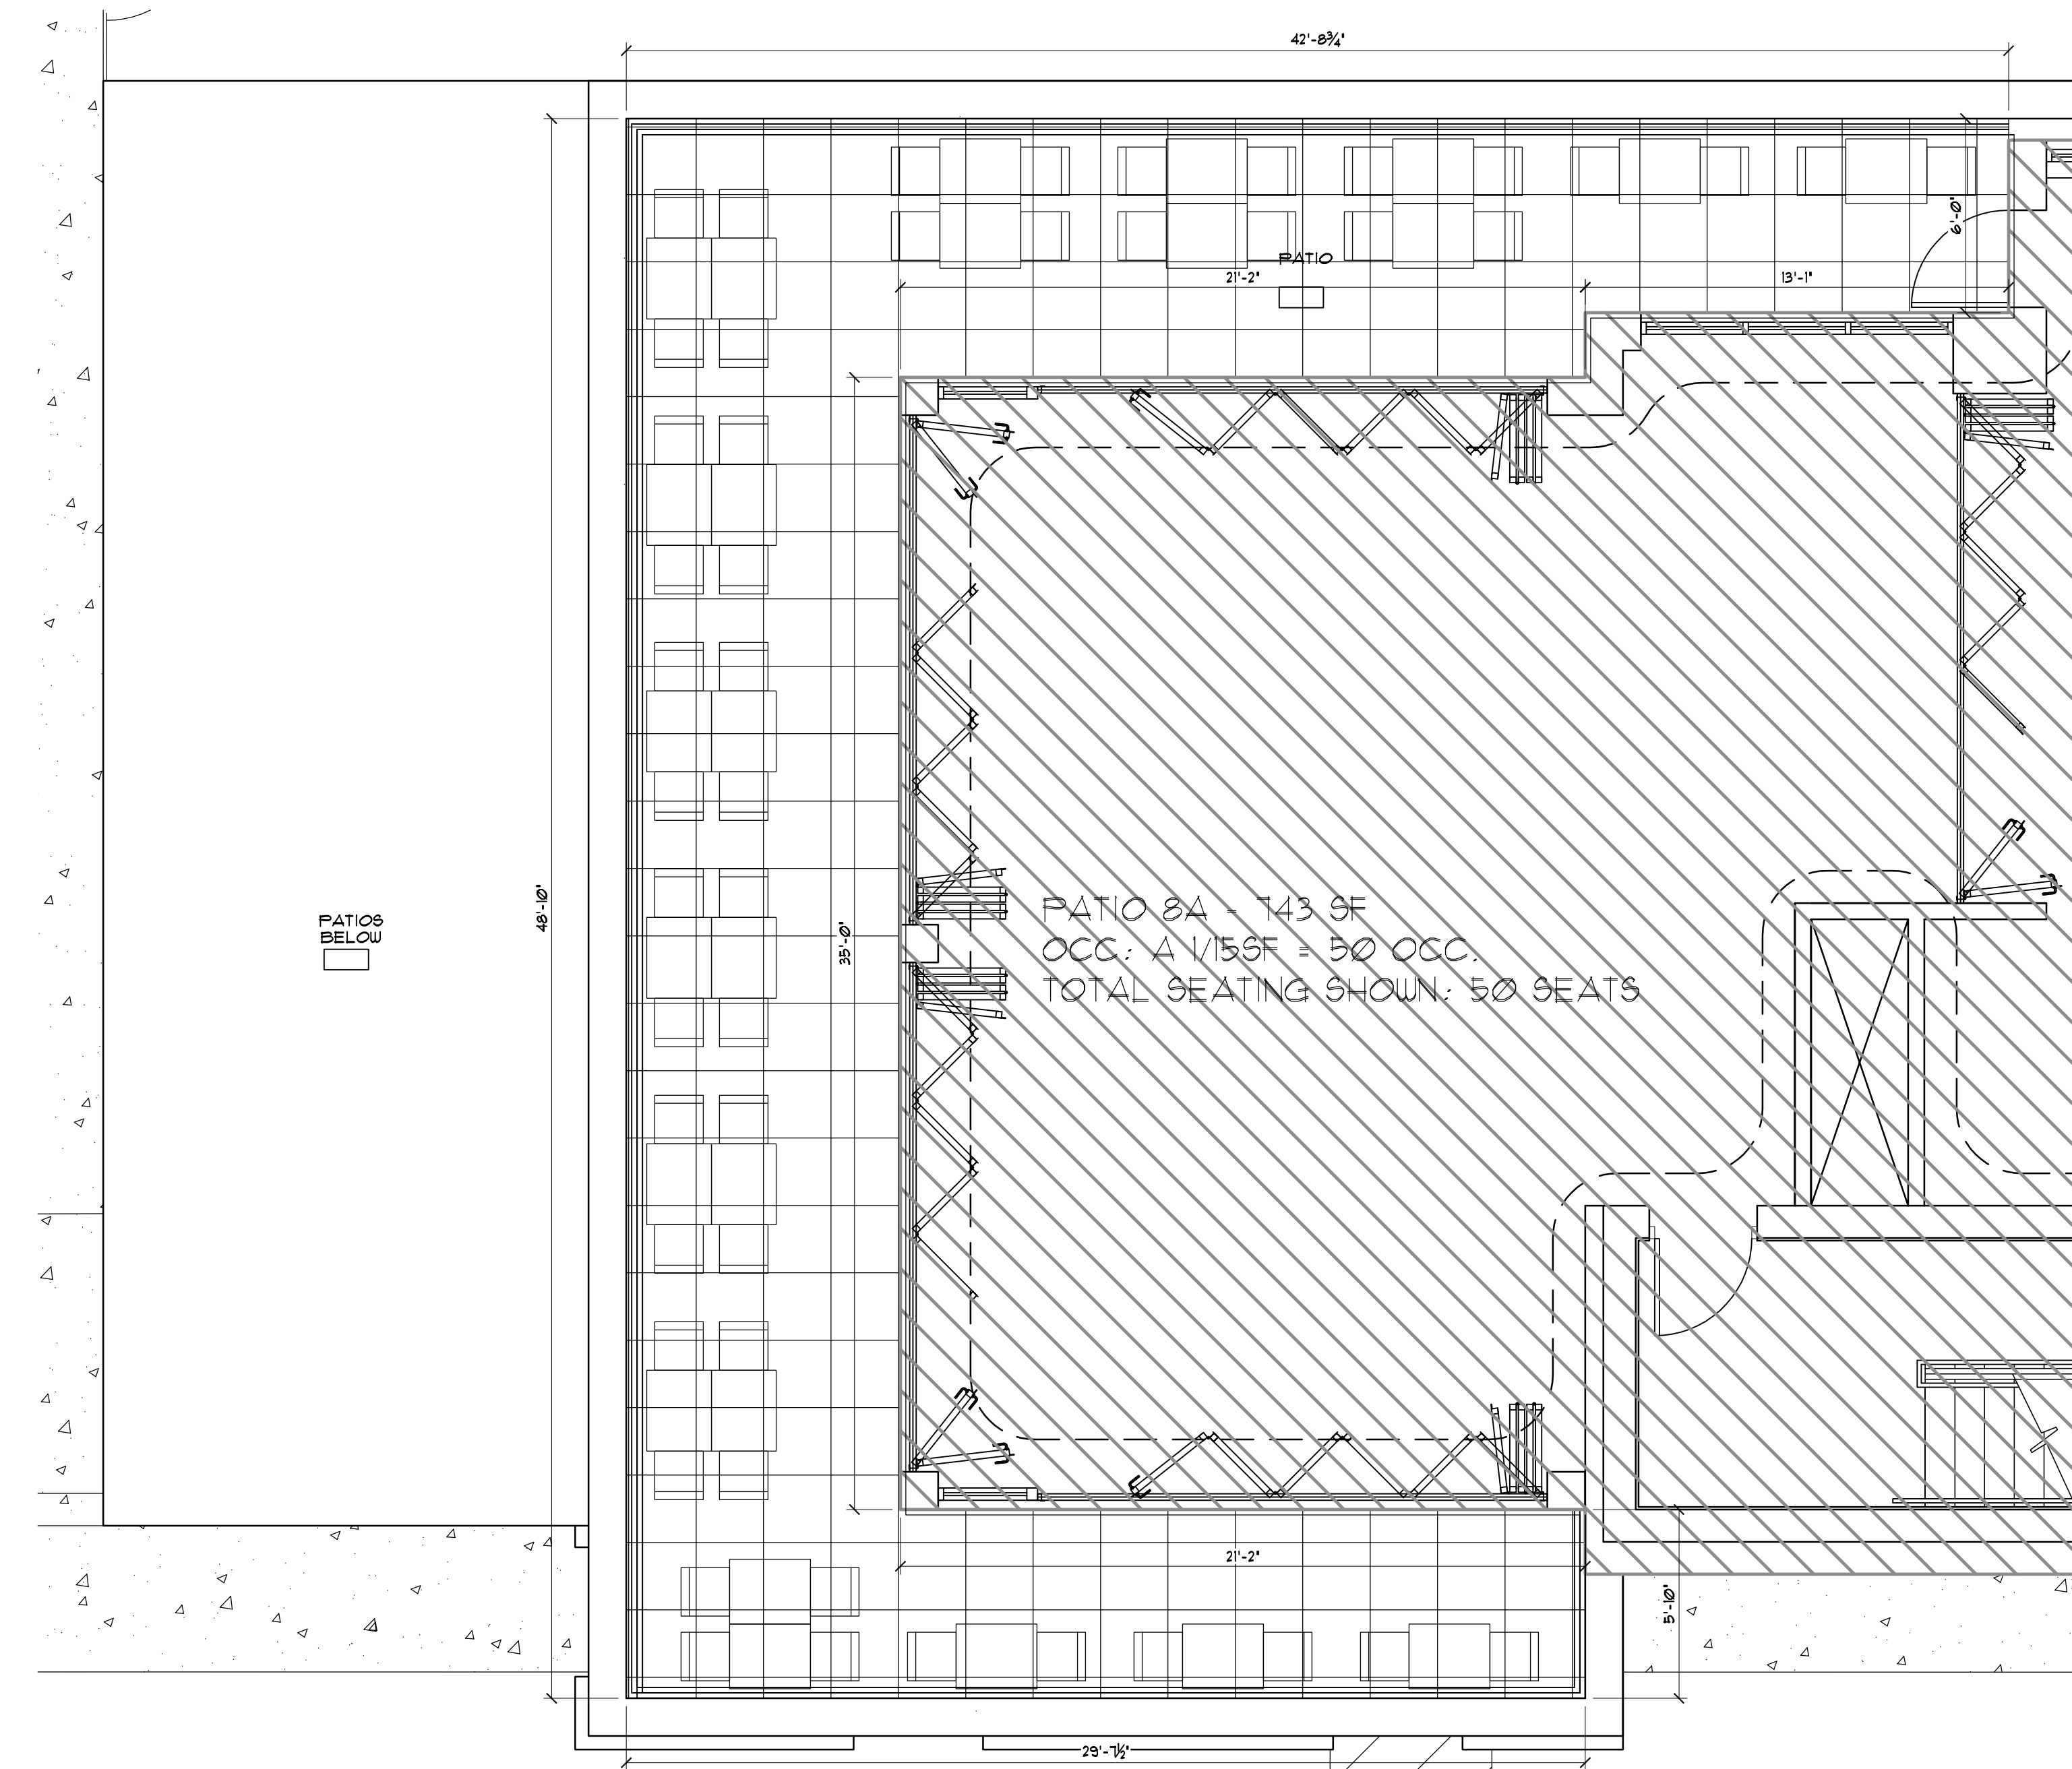 42'-8¾"
6'-0"
PATIO
21'-2"
13'-1"
48'-10"
35'-0"
PATIOS
BELOW
PATIO 8A - 743 SF
OCC: A 1/15SF = 50 OCC.
TOTAL SEATING SHOWN: 50 SEATS
21'-2"
5'-10"
29'-7½"